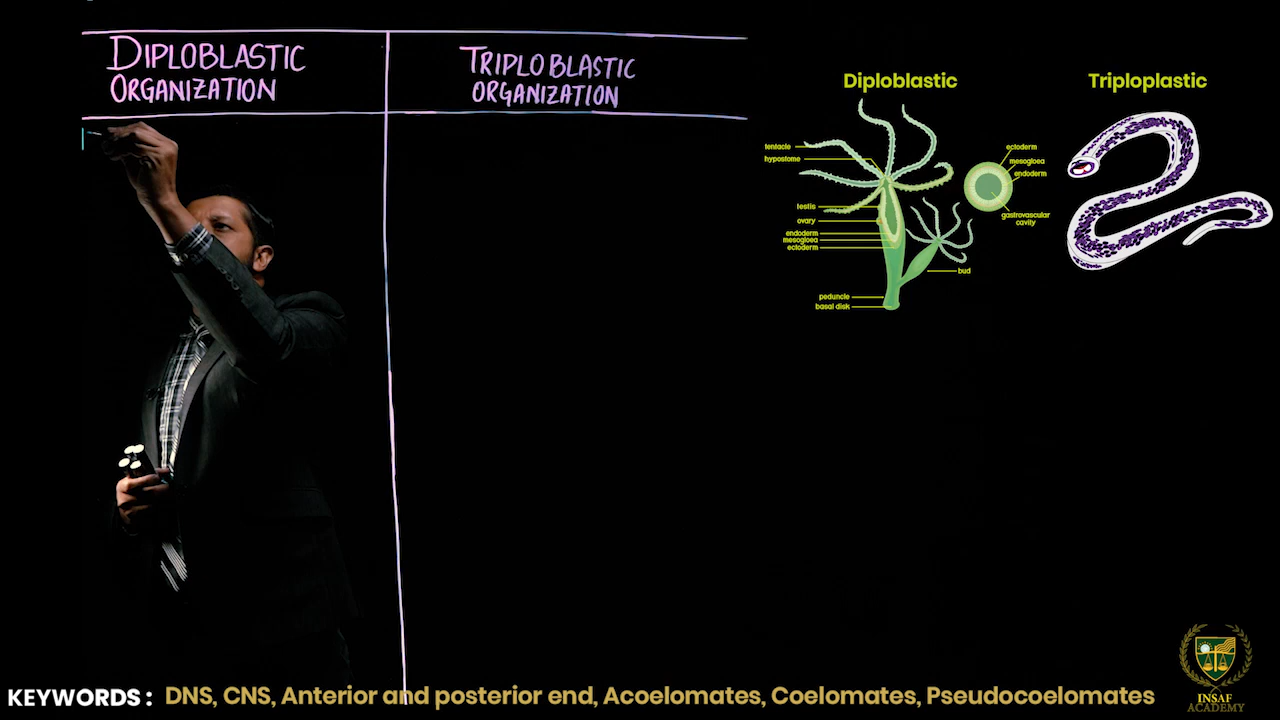 DIPLOBLASTIC
ORGANIZATION
TRIPLOBLASTIC
ORGANIZATION
Diploblastic
tentacle
hypostome
testis
ovary
endoderm
mesogloea
ectoderm
peduncle
basal disk
bud
ectoderm
mesogloea
endoderm
gastrovascular
cavity
Triploplastic
KEYWORDS: DNS, CNS, Anterior and posterior end, Acoelomates, Coelomates, Pseudocoelomates
INSAF
ACADEMY